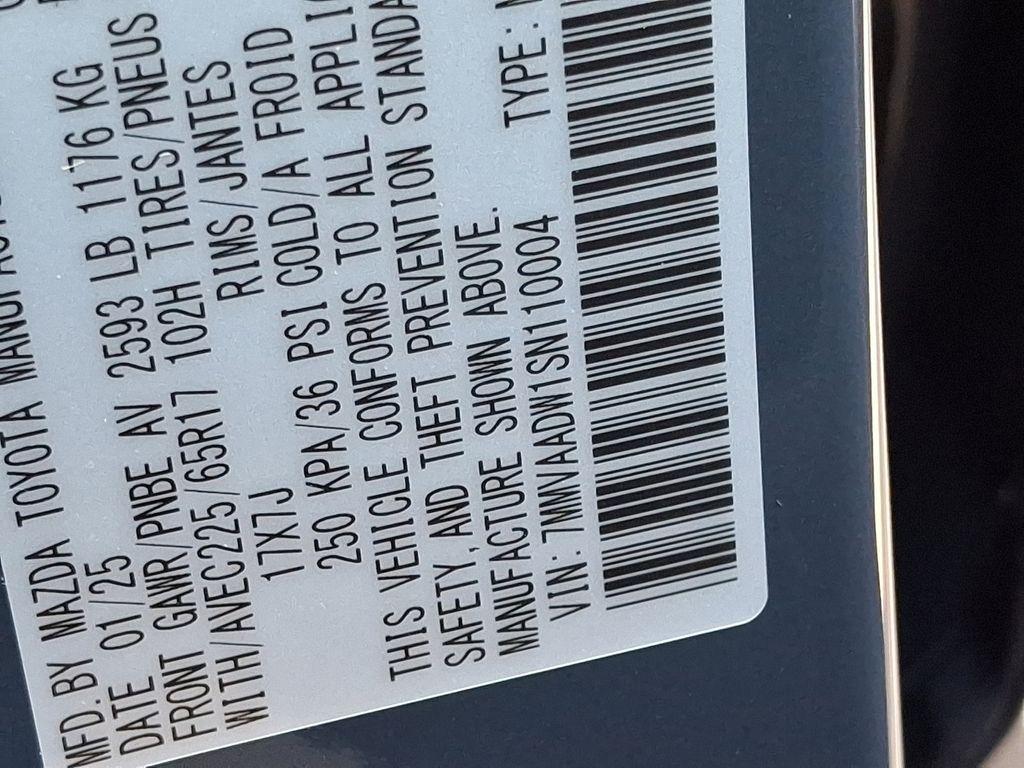 MFD. BY MAZDA TOYOTA
DATE 01/25
FRONT GAWR/PNBE AV 2593 LB 1176 KG
WITH/AVEC225/65R17 102H TIRES/PNEUS
17X7J RIMS/JANTES
250 KPA/36 PSI COLD/A FROID
THIS VEHICLE CONFORMS TO ALL
SAFETY, AND THEFT PREVENTION
MANUFACTURE SHOWN ABOVE.
VIN: 7MMVAADW1SN110004 TYPE: